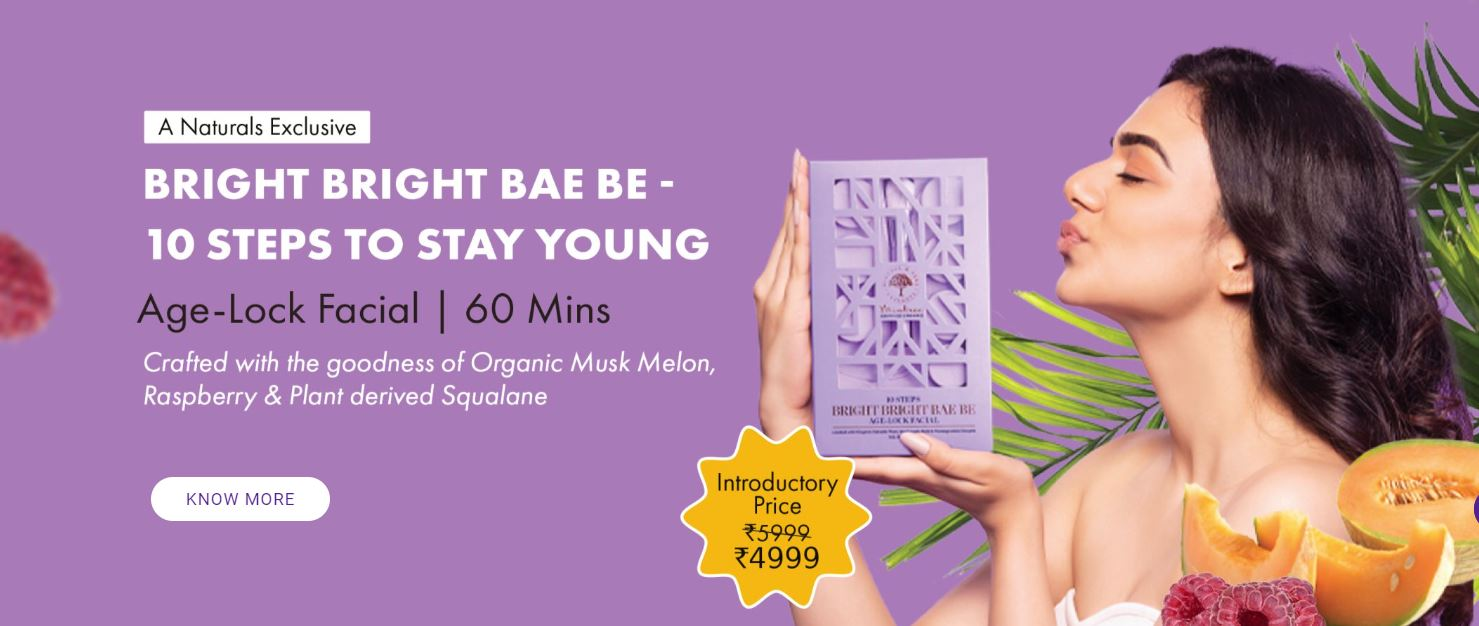 A Naturals Exclusive
BRIGHT BRIGHT BAE BE -
10 STEPS TO STAY YOUNG
Age-Lock Facial | 60 Mins
Crafted with the goodness of Organic Musk Melon,
Raspberry & Plant derived Squalane
KNOW MORE
Introductory
Price
₹5999
₹4999
10 STEPS
BRIGHT BRIGHT BAE BE
AGE-LOCK FACIAL